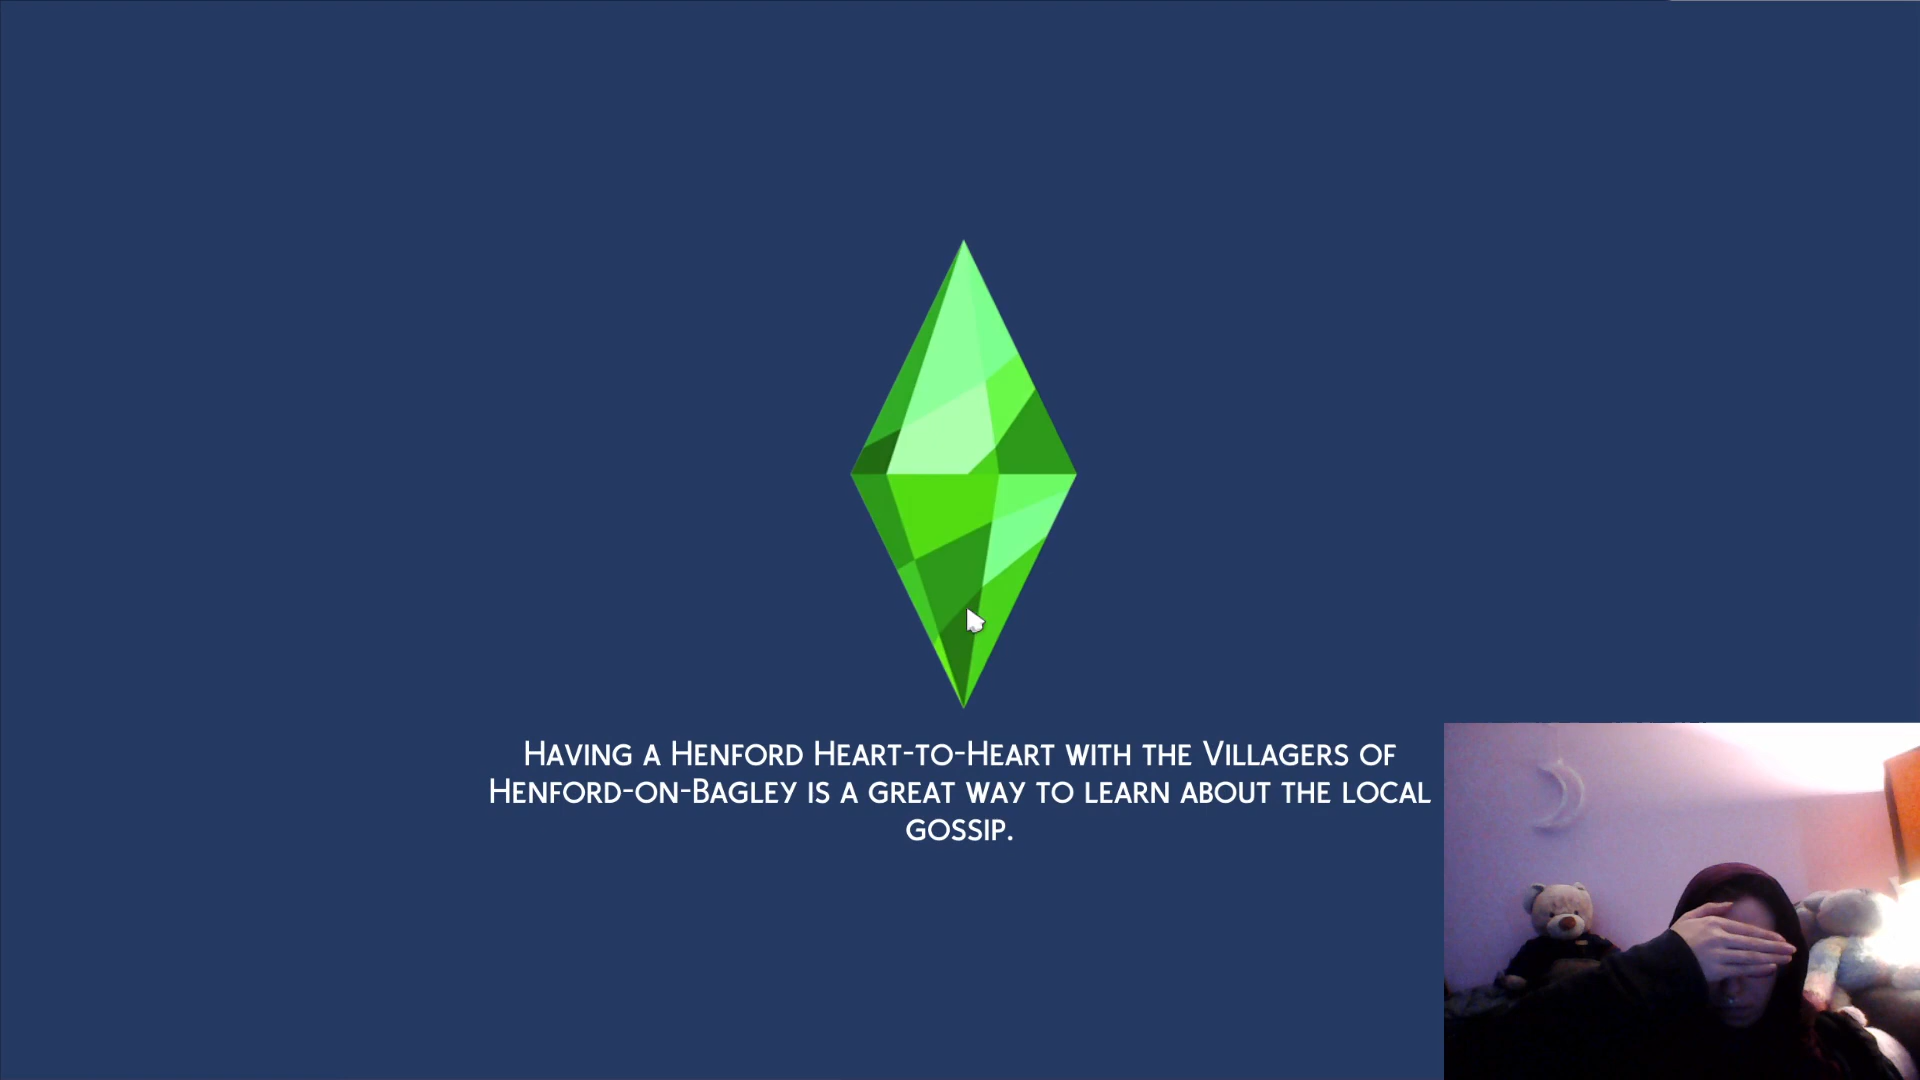 Having a Henford Heart-to-Heart with the Villagers of
Henford-on-Bagley is a great way to learn about the local
gossip.